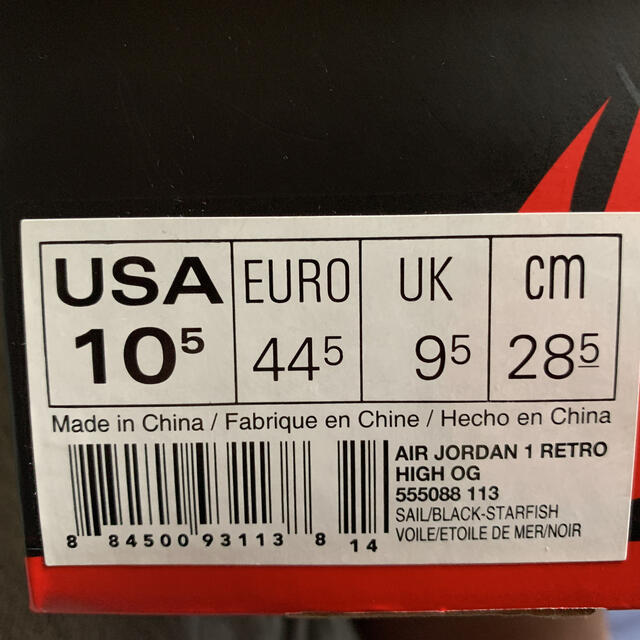 USA EURO UK cm
10⁵ 44⁵ 9⁵ 28⁵
Made in China / Fabrique en Chine / Hecho en China
AIR JORDAN 1 RETRO
HIGH OG
555088 113
SAIL/BLACK-STARFISH
VOILE/ETOILE DE MER/NOIR
8 84500 93113 8 14